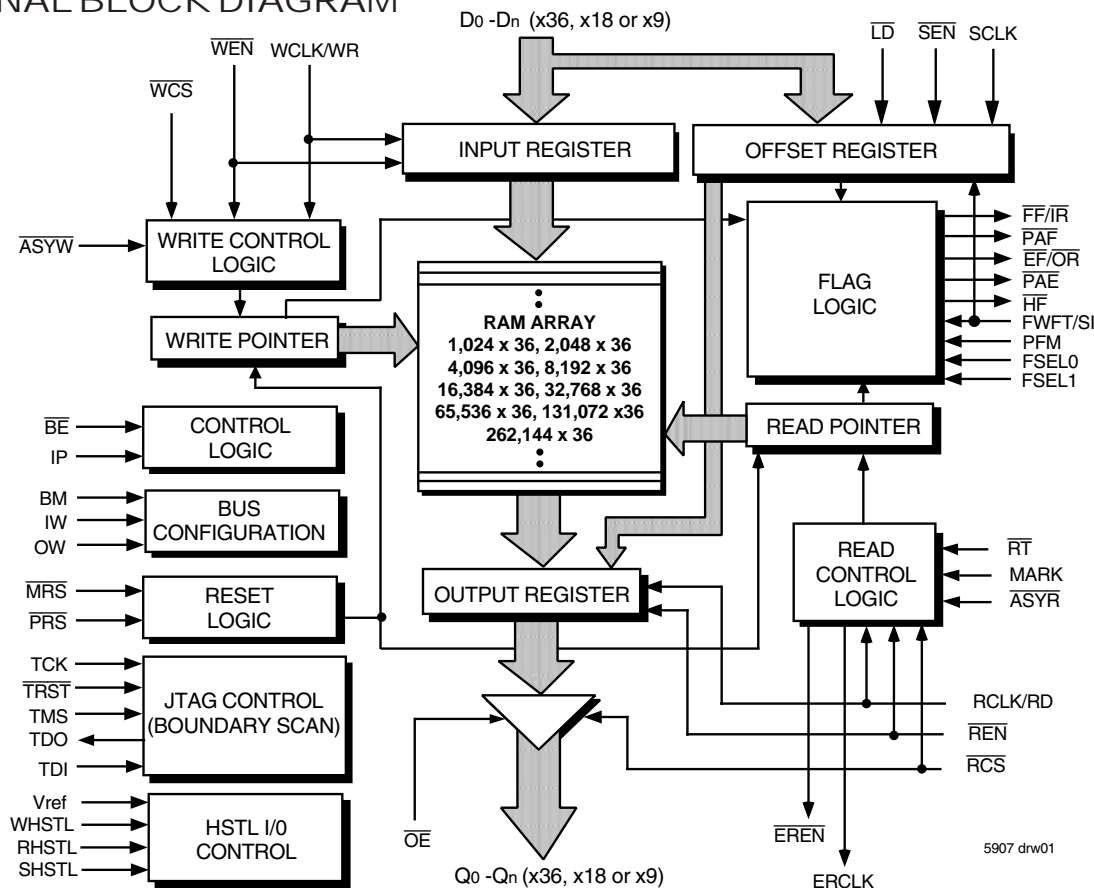 NAL BLOCK DIAGRAM
D0 -Dn (x36, x18 or x9)
LD
SEN
SCLK
WEN
WCLK/WR
WCS
INPUT REGISTER
OFFSET REGISTER
ASYW
WRITE CONTROL
LOGIC
WRITE POINTER
RAM ARRAY
1,024 x 36, 2,048 x 36
4,096 x 36, 8,192 x 36
16,384 x 36, 32,768 x 36
65,536 x 36, 131,072 x36
262,144 x 36
FLAG
LOGIC
FF/IR
PAF
EF/OR
PAE
HF
FWFT/SI
PFM
FSEL0
FSEL1
BE
IP
CONTROL
LOGIC
READ POINTER
BM
IW
OW
BUS
CONFIGURATION
READ
CONTROL
LOGIC
RT
MARK
ASYR
MRS
PRS
RESET
LOGIC
OUTPUT REGISTER
TCK
TRST
TMS
TDO
TDI
JTAG CONTROL
(BOUNDARY SCAN)
RCLK/RD
REN
RCS
Vref
WHSTL
RHSTL
SHSTL
HSTL I/0
CONTROL
OE
EREN
5907 drw01
Q0 -Qn (x36, x18 or x9)
ERCLK